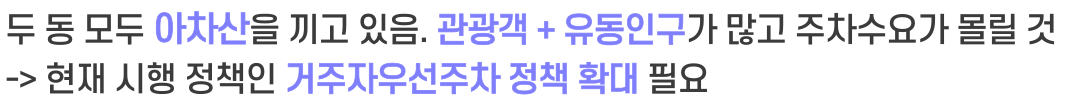 두 동 모두 아차산을 끼고 있음. 관광객 + 유동인구가 많고 주차수요가 몰릴 것
-> 현재 시행 정책인 거주자우선주차 정책 확대 필요